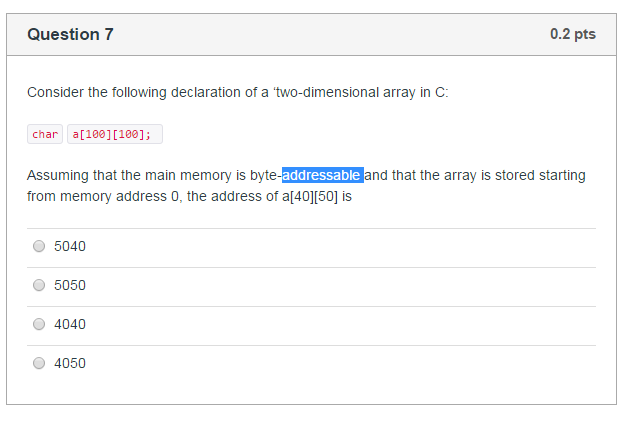 Question 7 0.2 pts
Consider the following declaration of a 'two-dimensional array in C:
char a[100][100];
Assuming that the main memory is byte-addressable and that the array is stored starting
from memory address 0, the address of a[40][50] is
5040
5050
4040
4050